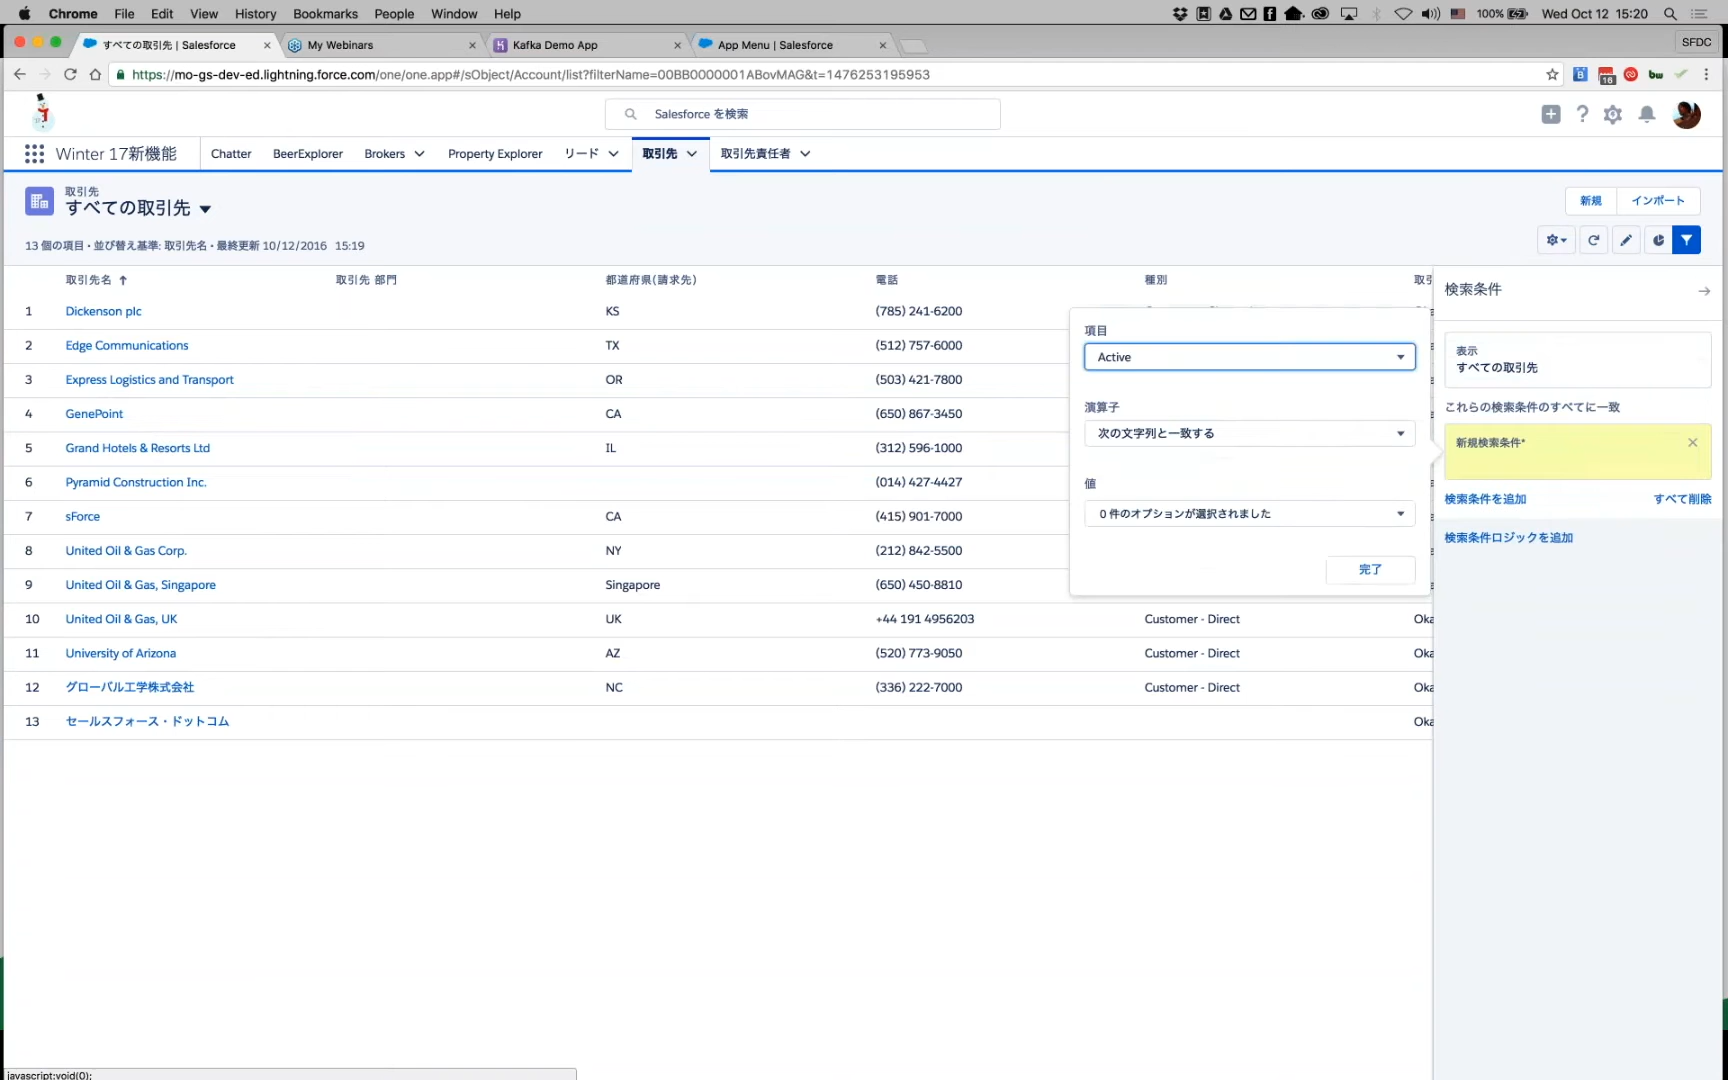 Chrome File Edit View History Bookmarks People Window Help 100% Wed Oct 12 15:20
すべての取引先 | Salesforce × My Webinars × Kafka Demo App × App Menu | Salesforce × SFDC
https://mo-gs-dev-ed.lightning.force.com/one/one.app#/sObject/Account/list?filterName=00BB0000001ABovMAG&t=1476253195953 16 bw
Salesforce を検索
Winter 17新機能 Chatter BeerExplorer Brokers Property Explorer リード 取引先 取引先責任者
取引先
すべての取引先 新規 インポート
13 個の項目・並び替え基準: 取引先名・最終更新 10/12/2016 15:19
取引先名 取引先 部門 都道府県(請求先) 電話 種別 取引
1 Dickenson plc KS (785) 241-6200
2 Edge Communications TX (512) 757-6000
3 Express Logistics and Transport OR (503) 421-7800
4 GenePoint CA (650) 867-3450
5 Grand Hotels & Resorts Ltd IL (312) 596-1000
6 Pyramid Construction Inc. (014) 427-4427
7 sForce CA (415) 901-7000
8 United Oil & Gas Corp. NY (212) 842-5500
9 United Oil & Gas, Singapore Singapore (650) 450-8810
10 United Oil & Gas, UK UK +44 191 4956203 Customer - Direct Oka
11 University of Arizona AZ (520) 773-9050 Customer - Direct Oka
12 グローバル工学株式会社 NC (336) 222-7000 Customer - Direct Oka
13 セールスフォース・ドットコム Oka
項目
Active
演算子
次の文字列と一致する
値
0 件のオプションが選択されました
完了
検索条件
表示
すべての取引先
これらの検索条件のすべてに一致
新規検索条件*
検索条件を追加 すべて削除
検索条件ロジックを追加
javascript:void(0);